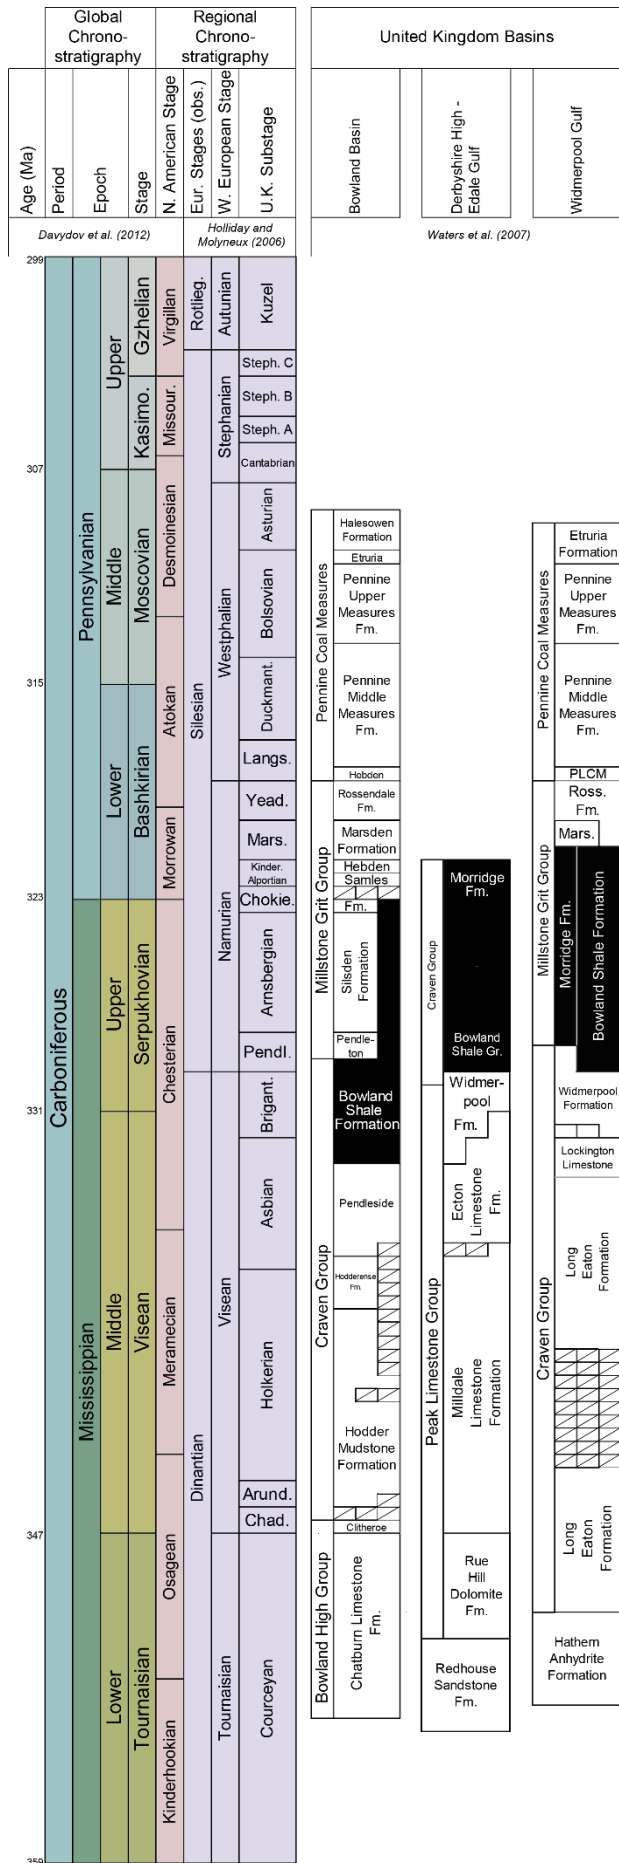 Global
Chrono-
stratigraphy
Regional
Chrono-
stratigraphy
United Kingdom Basins
Age (Ma)
Period
Epoch
Stage
N. American Stage
Eur. Stages (obs.)
W. European Stage
U.K. Substage
Bowland Basin
Derbyshire High -
Edale Gulf
Widmerpool Gulf
Davydov et al. (2012)
Holliday and
Molyneux (2006)
Waters et al. (2007)
299
307
315
323
331
347
359
Carboniferous
Pennsylvanian
Mississippian
Upper
Middle
Lower
Upper
Middle
Lower
Gzhelian
Kasimo.
Moscovian
Bashkirian
Serpukhovian
Visean
Tournaisian
Virgillan
Missour.
Desmoinesian
Atokan
Morrowan
Chesterian
Meramecian
Osagean
Kinderhookian
Rotlieg.
Silesian
Dinantian
Autunian
Stephanian
Westphalian
Namurian
Visean
Tournaisian
Kuzel
Steph. C
Steph. B
Steph. A
Cantabrian
Asturian
Bolsovian
Duckmant.
Langs.
Yead.
Mars.
Kinder.
Alportian
Chokie.
Arnsbergian
Pendl.
Brigant.
Asbian
Holkerian
Arund.
Chad.
Courceyan
Pennine Coal Measures
Millstone Grit Group
Craven Group
Bowland High Group
Halesowen
Formation
Etruria
Pennine
Upper
Measures
Fm.
Pennine
Middle
Measures
Fm.
Hebden
Rossendale
Fm.
Marsden
Formation
Hebden
Samles
Fm.
Silsden
Formation
Pendle-
ton
Bowland
Shale
Formation
Pendleside
Hodderense
Fm.
Hodder
Mudstone
Formation
Clitheroe
Chatburn Limestone
Fm.
Craven Group
Peak Limestone Group
Morridge
Fm.
Bowland
Shale Gr.
Widmer-
pool
Fm.
Ecton
Limestone
Fm.
Milldale
Limestone
Formation
Rue
Hill
Dolomite
Fm.
Redhouse
Sandstone
Fm.
Pennine Coal Measures
Millstone Grit Group
Craven Group
Etruria
Formation
Pennine
Upper
Measures
Fm.
Pennine
Middle
Measures
Fm.
PLCM
Ross.
Fm.
Mars.
Morridge Fm.
Bowland Shale Formation
Widmerpool
Formation
Lockington
Limestone
Long
Eaton
Formation
Long
Eaton
Formation
Hathern
Anhydrite
Formation